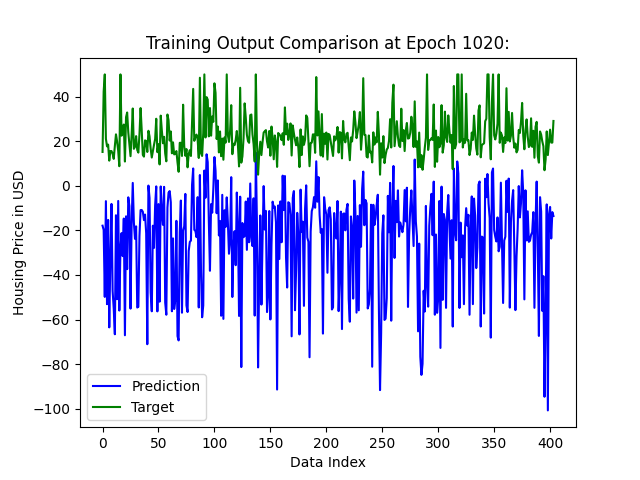 Training Output Comparison at Epoch 1020:
Housing Price in USD
40
20
0
−20
−40
−60
−80
−100
Prediction
Target
0 50 100 150 200 250 300 350 400
Data Index